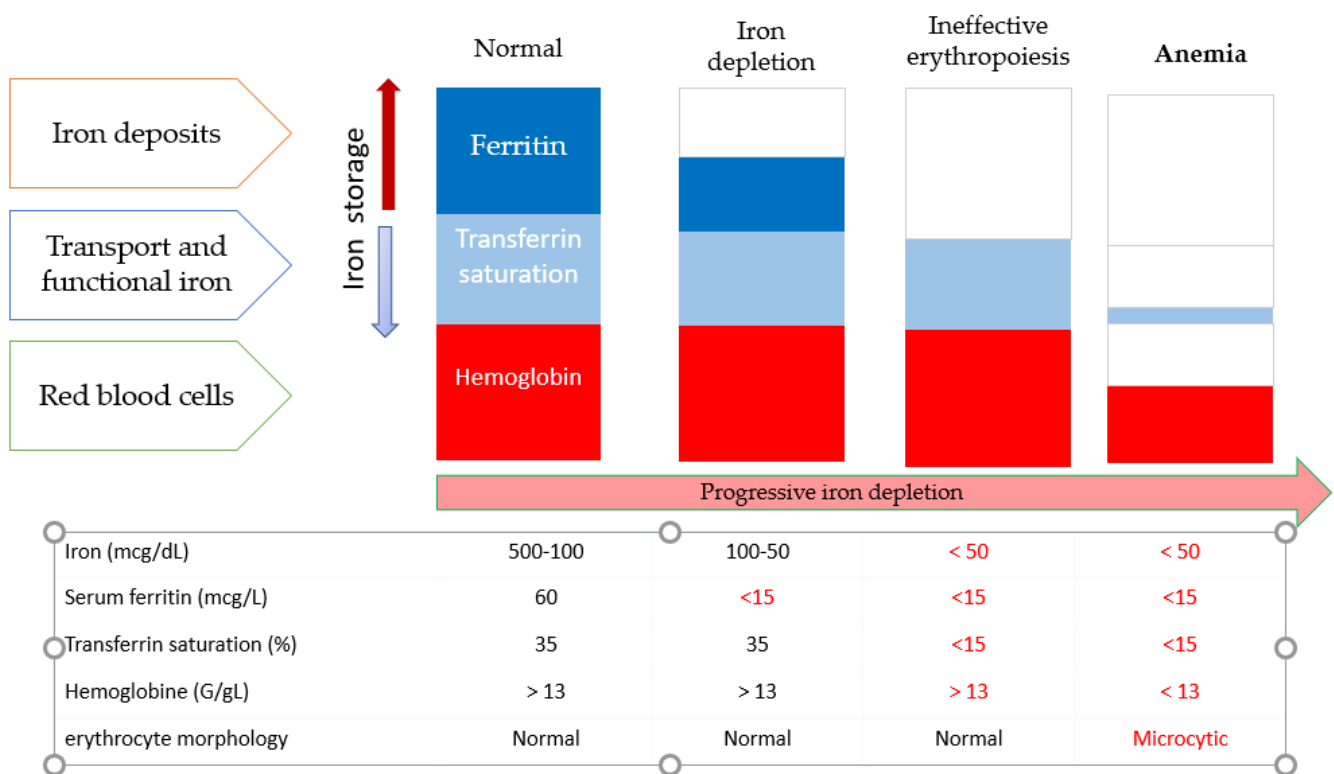 Normal
Iron
depletion
Ineffective
erythropoiesis
Anemia
Iron deposits
Transport and
functional iron
Red blood cells
Iron storage
Ferritin
Transferrin
saturation
Hemoglobin
Progressive iron depletion
Iron (mcg/dL) 500-100 100-50 < 50 < 50
Serum ferritin (mcg/L) 60 <15 <15 <15
Transferrin saturation (%) 35 35 <15 <15
Hemoglobine (G/gL) > 13 > 13 > 13 < 13
erythrocyte morphology Normal Normal Normal Microcytic